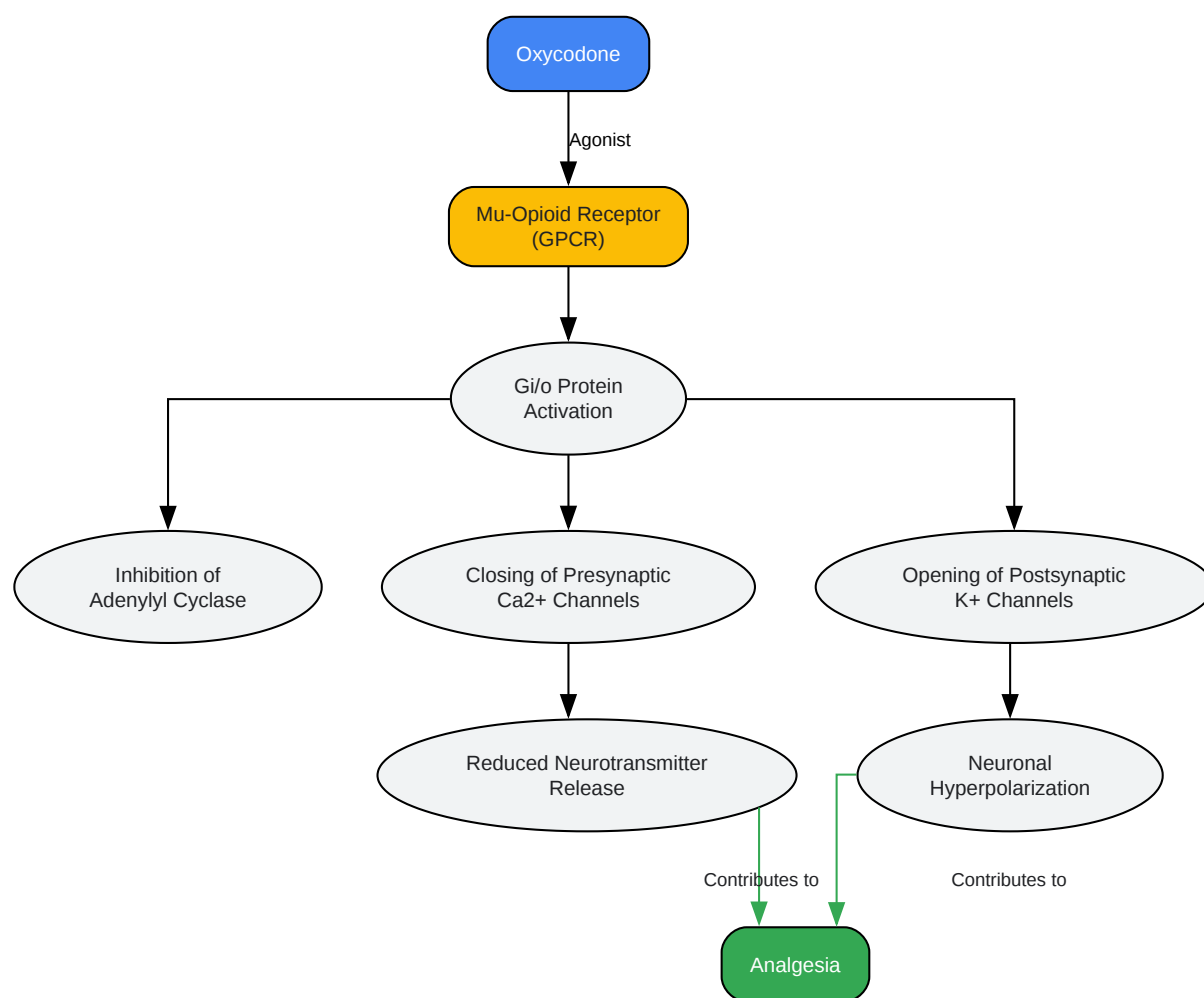 Oxycodone
Agonist
Mu-Opioid Receptor
(GPCR)
Gi/o Protein
Activation
Inhibition of
Adenylyl Cyclase
Closing of Presynaptic
Ca2+ Channels
Opening of Postsynaptic
K+ Channels
Reduced Neurotransmitter
Release
Neuronal
Hyperpolarization
Contributes to
Contributes to
Analgesia